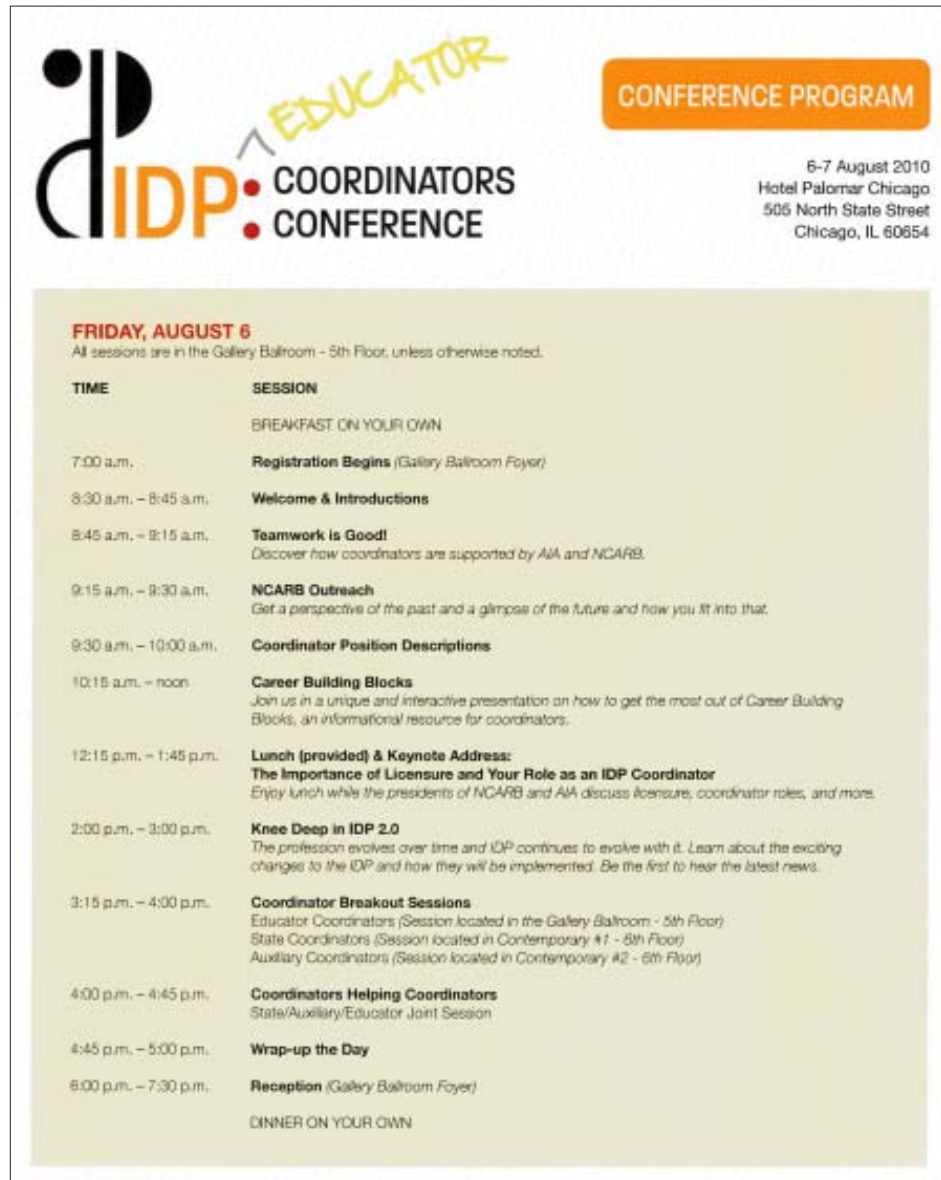 EDUCATOR
IDP: COORDINATORS
CONFERENCE
CONFERENCE PROGRAM
6-7 August 2010
Hotel Palomar Chicago
505 North State Street
Chicago, IL 60654
FRIDAY, AUGUST 6
All sessions are in the Gallery Ballroom - 5th Floor, unless otherwise noted.
TIME SESSION
BREAKFAST ON YOUR OWN
7:00 a.m. Registration Begins (Gallery Ballroom Foyer)
8:30 a.m. – 8:45 a.m. Welcome & Introductions
8:45 a.m. – 9:15 a.m. Teamwork is Good!
Discover how coordinators are supported by AIA and NCARB.
9:15 a.m. – 9:30 a.m. NCARB Outreach
Get a perspective of the past and a glimpse of the future and how you fit into that.
9:30 a.m. – 10:00 a.m. Coordinator Position Descriptions
10:15 a.m. – noon Career Building Blocks
Join us in a unique and interactive presentation on how to get the most out of Career Building
Blocks, an informational resource for coordinators.
12:15 p.m. – 1:45 p.m. Lunch (provided) & Keynote Address:
The Importance of Licensure and Your Role as an IDP Coordinator
Enjoy lunch while the presidents of NCARB and AIA discuss licensure, coordinator roles, and more.
2:00 p.m. – 3:00 p.m. Knee Deep in IDP 2.0
The profession evolves over time and IDP continues to evolve with it. Learn about the exciting
changes to the IDP and how they will be implemented. Be the first to hear the latest news.
3:15 p.m. – 4:00 p.m. Coordinator Breakout Sessions
Educator Coordinators (Session located in the Gallery Ballroom - 5th Floor)
State Coordinators (Session located in Contemporary #1 - 6th Floor)
Auxiliary Coordinators (Session located in Contemporary #2 - 6th Floor)
4:00 p.m. – 4:45 p.m. Coordinators Helping Coordinators
State/Auxiliary/Educator Joint Session
4:45 p.m. – 5:00 p.m. Wrap-up the Day
6:00 p.m. – 7:30 p.m. Reception (Gallery Ballroom Foyer)
DINNER ON YOUR OWN